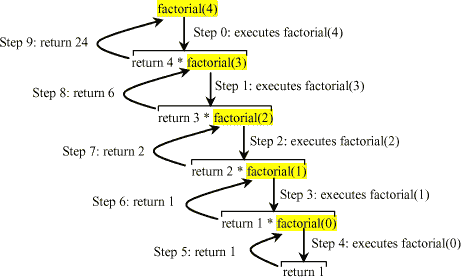 factorial(4)
Step 9: return 24
Step 0: executes factorial(4)
return 4 * factorial(3)
Step 8: return 6
Step 1: executes factorial(3)
return 3 * factorial(2)
Step 7: return 2
Step 2: executes factorial(2)
return 2 * factorial(1)
Step 6: return 1
Step 3: executes factorial(1)
return 1 * factorial(0)
Step 5: return 1
Step 4: executes factorial(0)
return 1